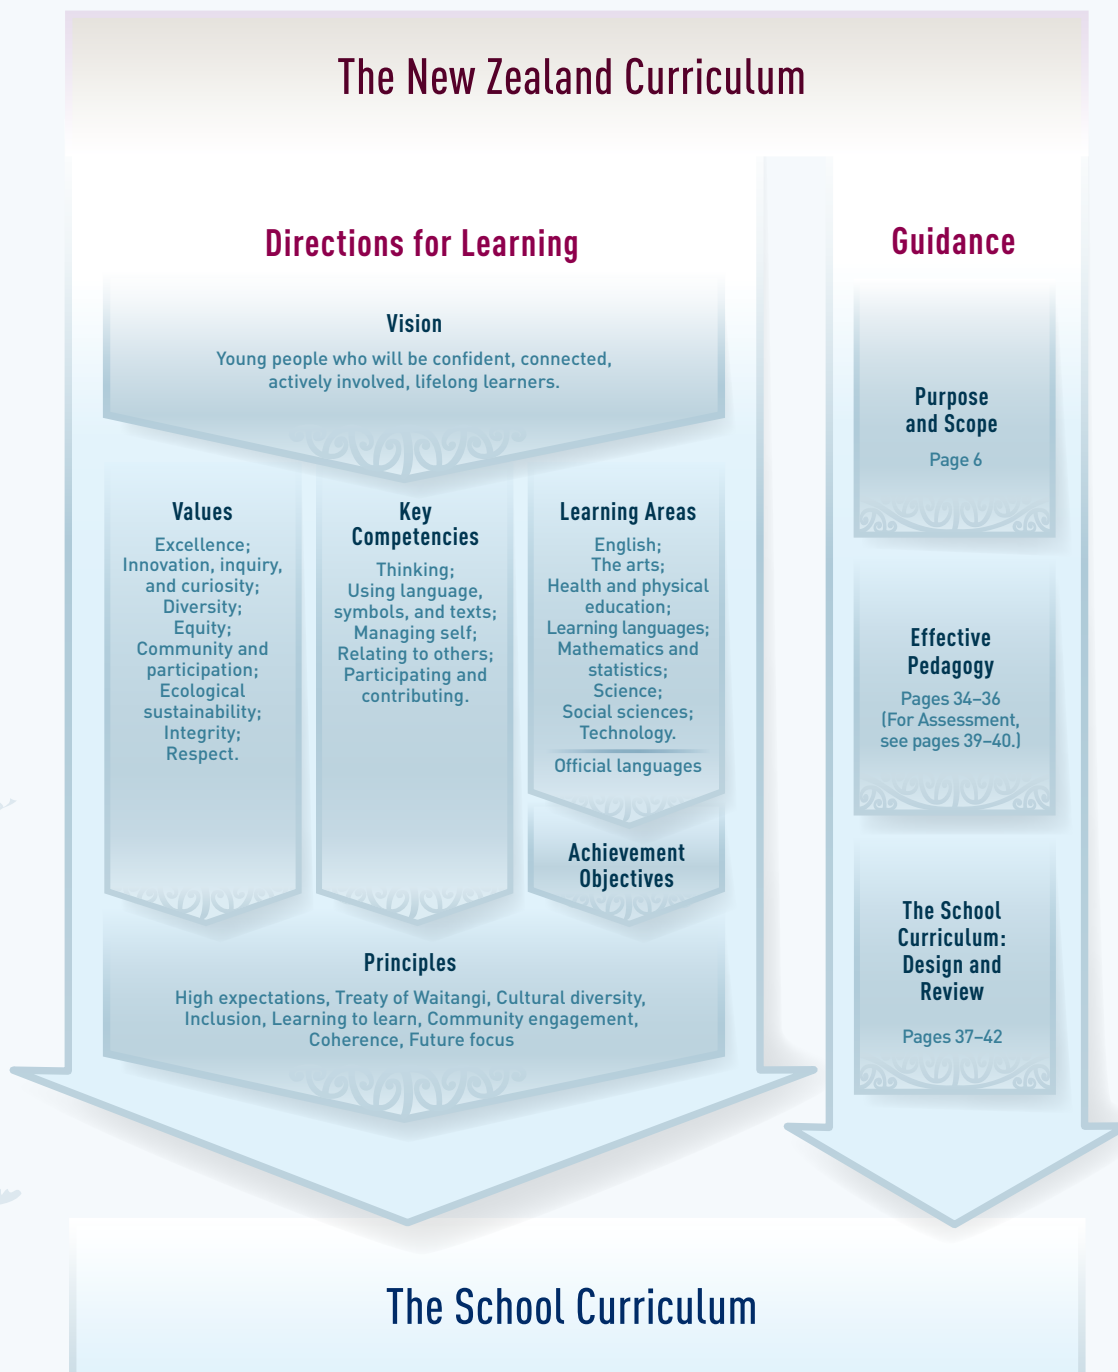 The New Zealand Curriculum
Directions for Learning
Vision
Young people who will be confident, connected,
actively involved, lifelong learners.
Values
Excellence;
Innovation, inquiry,
and curiosity;
Diversity;
Equity;
Community and
participation;
Ecological
sustainability;
Integrity;
Respect.
Key
Competencies
Thinking;
Using language,
symbols, and texts;
Managing self;
Relating to others;
Participating and
contributing.
Learning Areas
English;
The arts;
Health and physical
education;
Learning languages;
Mathematics and
statistics;
Science;
Social sciences;
Technology.
Official languages
Achievement
Objectives
Principles
High expectations, Treaty of Waitangi, Cultural diversity,
Inclusion, Learning to learn, Community engagement,
Coherence, Future focus
Guidance
Purpose
and Scope
Page 6
Effective
Pedagogy
Pages 34–36
(For Assessment,
see pages 39–40.)
The School
Curriculum:
Design and
Review
Pages 37–42
The School Curriculum